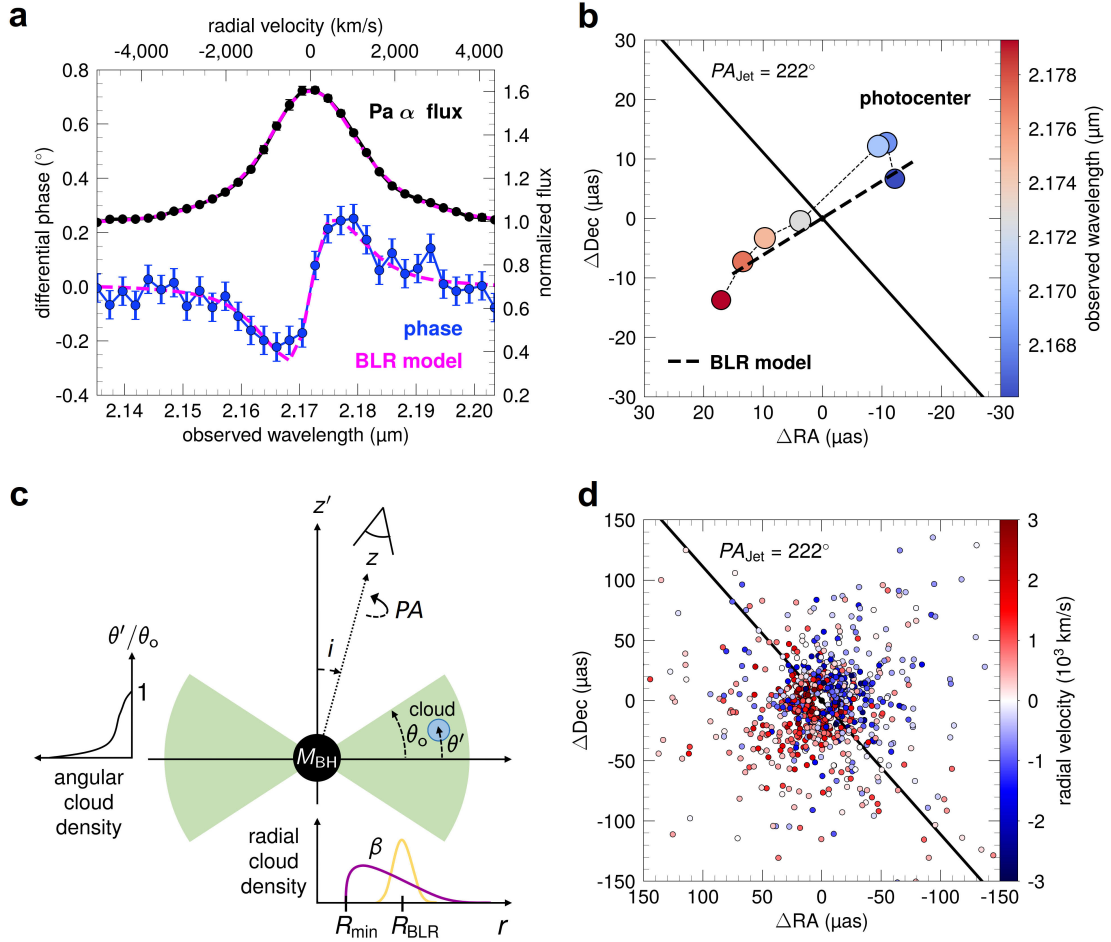 a
radial velocity (km/s)
-4,000 -2,000 0 2,000 4,000
0.8
0.6
0.4
0.2
0.0
-0.2
-0.4
differential phase (°)
Pa α flux
phase
BLR model
1.6
1.4
1.2
1.0
0.8
0.6
0.4
0.2
normalized flux
2.14 2.15 2.16 2.17 2.18 2.19 2.20
observed wavelength (μm)
b
30
20
10
0
-10
-20
-30
ΔDec (μas)
PA_Jet = 222°
photocenter
BLR model
30 20 10 0 -10 -20 -30
ΔRA (μas)
2.178
2.176
2.174
2.172
2.170
2.168
observed wavelength (μm)
c
z′
z
PA
i
θ′/θ_o
1
cloud
θ_o
θ′
M_BH
angular
cloud
density
radial
cloud
density
β
R_min R_BLR r
d
150
100
50
0
-50
-100
-150
ΔDec (μas)
PA_Jet = 222°
150 100 50 0 -50 -100 -150
ΔRA (μas)
3
2
1
0
-1
-2
-3
radial velocity (10³ km/s)